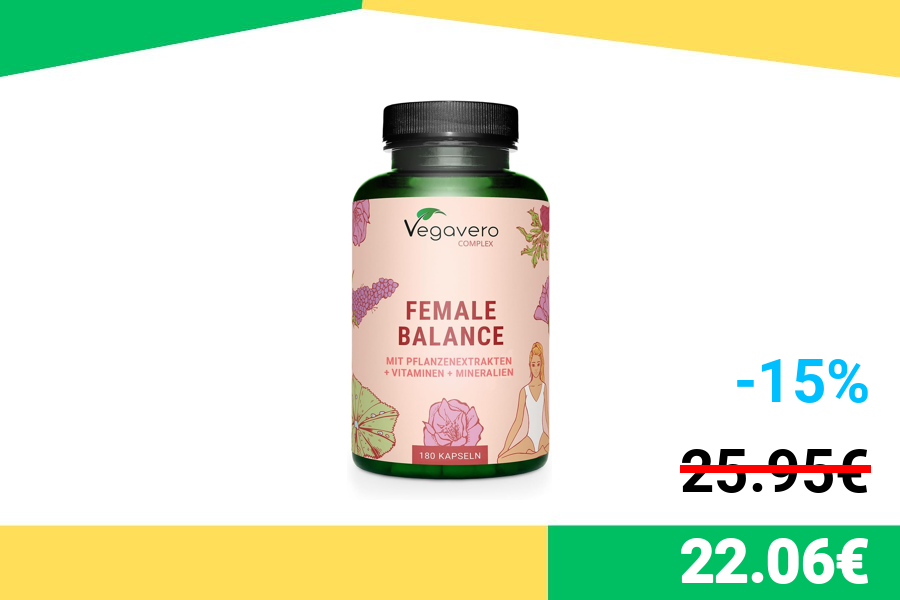 Vegavero
COMPLEX
FEMALE
BALANCE
MIT PFLANZENEXTRAKTEN
+ VITAMINEN + MINERALIEN
180 KAPSELN
-15%
25.95€
22.06€